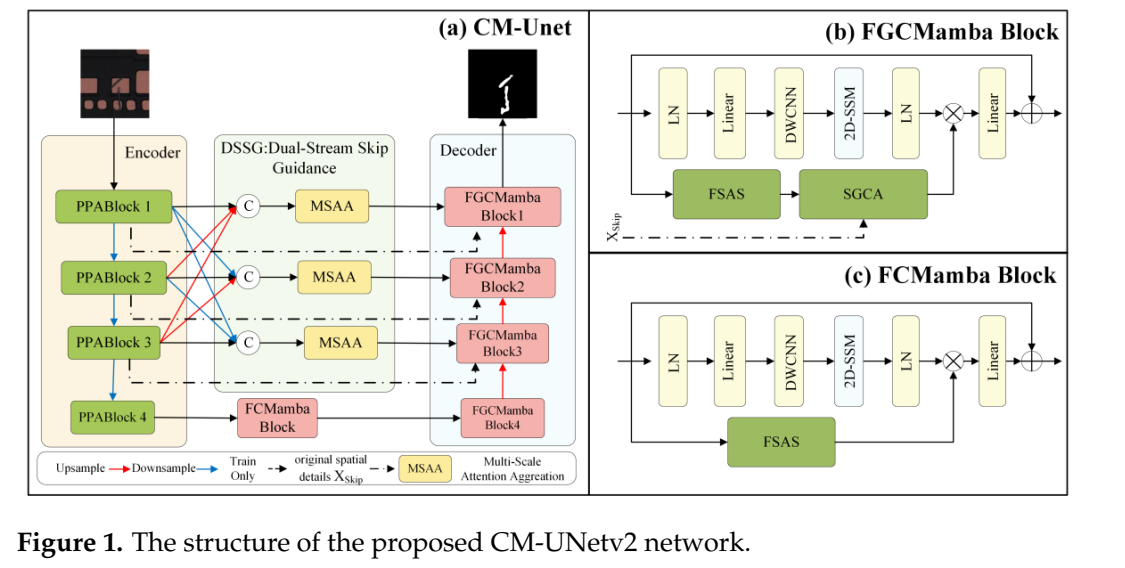 (a) CM-Unet
Encoder
DSSG:Dual-Stream Skip
Guidance
Decoder
PPABlock 1
C
MSAA
FGCMamba
Block1
PPABlock 2
C
MSAA
FGCMamba
Block2
PPABlock 3
C
MSAA
FGCMamba
Block3
PPABlock 4
FCMamba
Block
FGCMamba
Block4
Upsample
Downsample
Train
Only
original spatial
details XSkip
MSAA
Multi-Scale
Attention Aggreation
(b) FGCMamba Block
LN
Linear
DWCNN
2D-SSM
LN
Linear
FSAS
SGCA
XSkip
(c) FCMamba Block
LN
Linear
DWCNN
2D-SSM
LN
Linear
FSAS
Figure 1. The structure of the proposed CM-UNetv2 network.